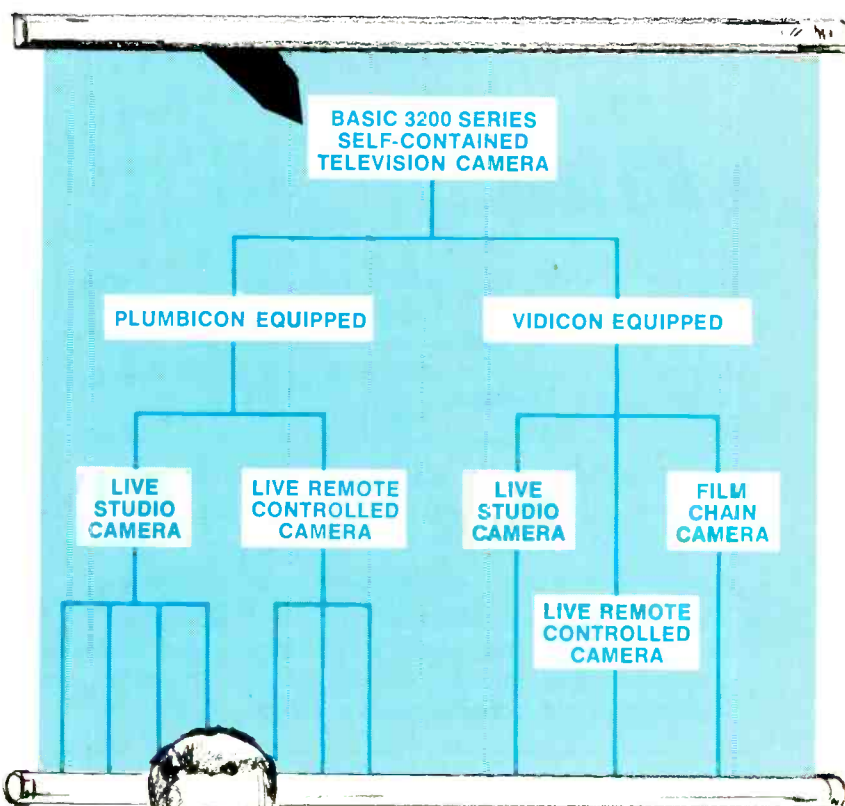 BASIC 3200 SERIES
SELF-CONTAINED
TELEVISION CAMERA
PLUMBICON EQUIPPED
VIDICON EQUIPPED
LIVE
STUDIO
CAMERA
LIVE REMOTE
CONTROLLED
CAMERA
LIVE
STUDIO
CAMERA
FILM
CHAIN
CAMERA
LIVE REMOTE
CONTROLLED
CAMERA